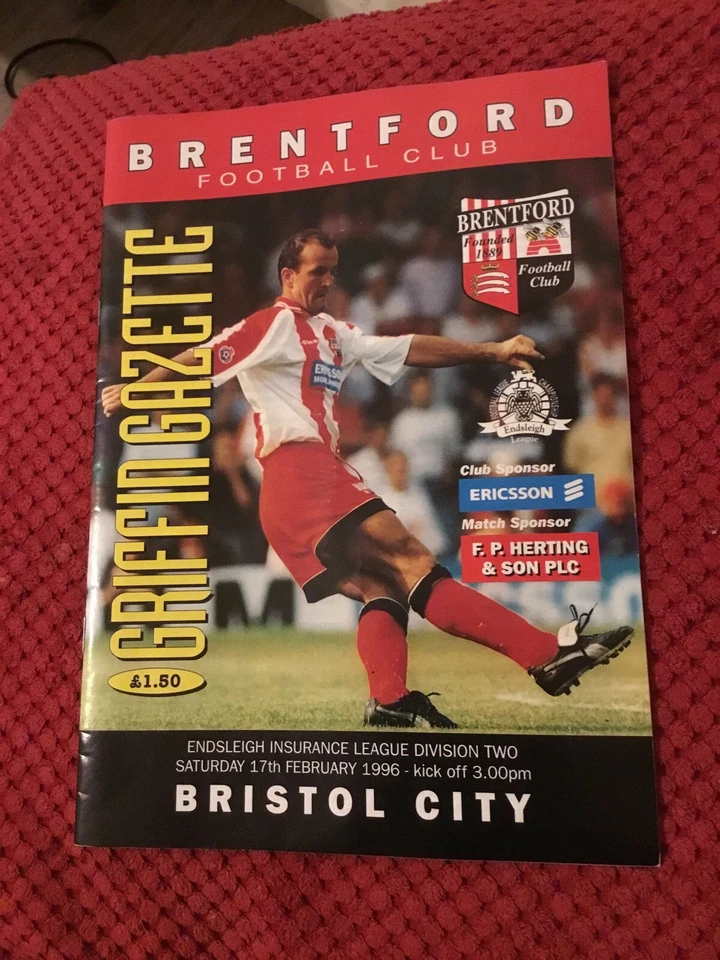 BRENTFORD
FOOTBALL CLUB
GRIFFIN GAZETTE
£1.50
BRENTFORD
Founded
1889
Football
Club
ERICSSON
Endsleigh
League
Club Sponsor
ERICSSON
Match Sponsor
F. P. HERTING
& SON PLC
ENDSLEIGH INSURANCE LEAGUE DIVISION TWO
SATURDAY 17th FEBRUARY 1996 - kick off 3.00pm
BRISTOL CITY